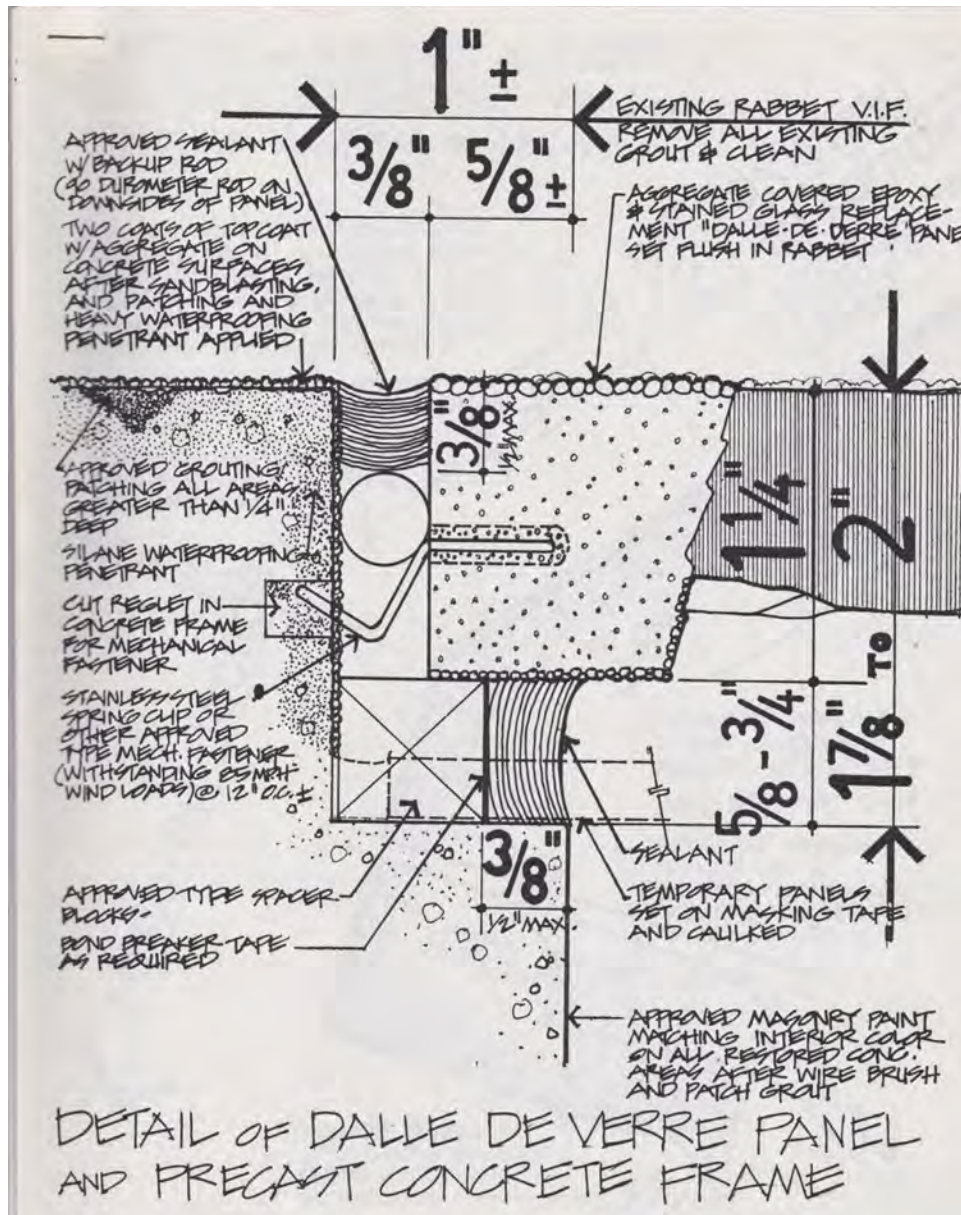 1" ±
3/8" 5/8" ±
EXISTING RABBET V.I.F.
REMOVE ALL EXISTING
GROUT & CLEAN
AGGREGATE COVERED EPOXY
& STAINED GLASS REPLACE-
MENT "DALLE-DE-DERRE" PANE
SET FLUSH IN RABBET
APPROVED SEALANT
W/ BACKUP ROD
(90 DUROMETER ROD ON
DOWNSIDES OF PANEL)
TWO COATS OF TOPCOAT
W/ AGGREGATE ON
CONCRETE SURFACES
AFTER SANDBLASTING,
AND PATCHING AND
HEAVY WATERPROOFING
PENETRANT APPLIED
APPROVED GROUTING/
PATCHING ALL AREAS
GREATER THAN 1/4"
DEEP
SILANE WATERPROOFING
PENETRANT
CUT REGLET IN
CONCRETE FRAME
FOR MECHANICAL
FASTENER
STAINLESS STEEL
SPRING CLIP OR
OTHER APPROVED
TYPE MECH. FASTENER
(WITHSTANDING 85 MPH
WIND LOADS) @ 12" O.C. ±
APPROVED TYPE SPACER
BLOCKS-
BOND BREAKER TAPE
AS REQUIRED
3/8"
1/2" MAX.
1 1/4"
2"
TO
5/8 - 3/4"
1 7/8"
3/8"
1/2" MAX.
SEALANT
TEMPORARY PANELS
SET ON MASKING TAPE
AND CAULKED
APPROVED MASONRY PAINT
MATCHING INTERIOR COLOR
ON ALL RESTORED CONC.
AREAS AFTER WIRE BRUSH
AND PATCH GROUT
DETAIL OF DALLE DE VERRE PANEL
AND PRECAST CONCRETE FRAME